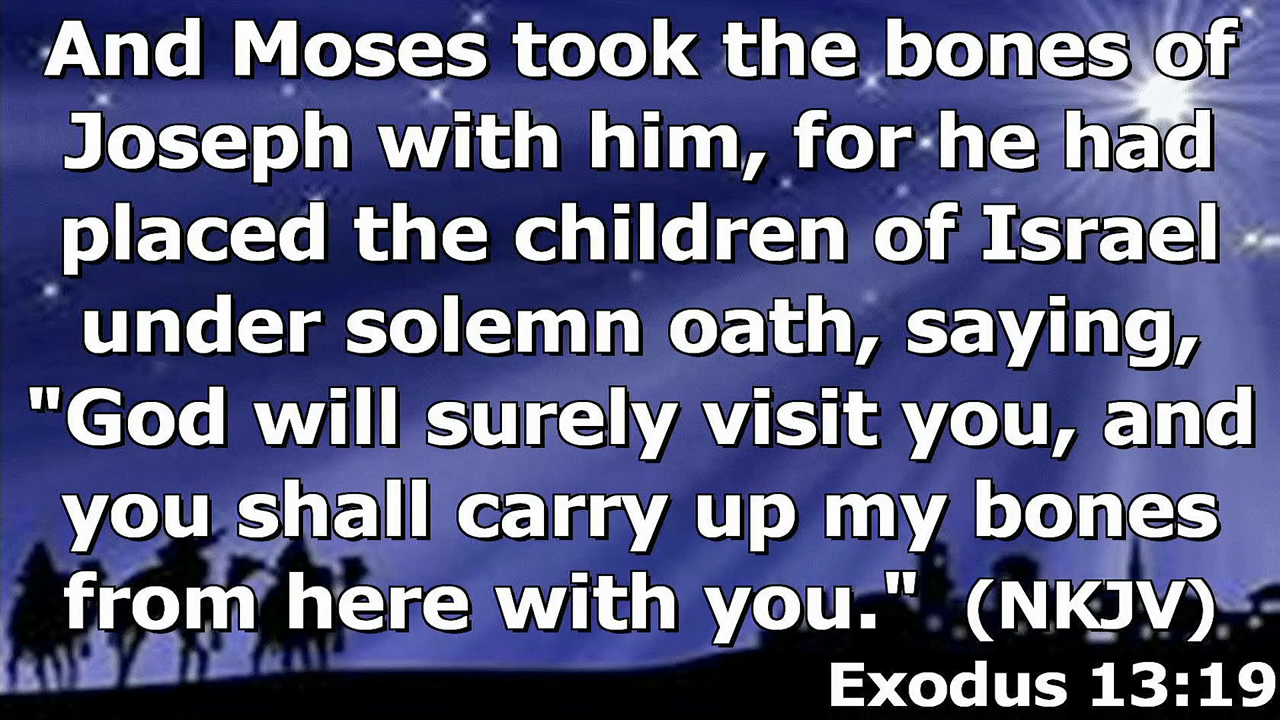 And Moses took the bones of
Joseph with him, for he had
placed the children of Israel
under solemn oath, saying,
"God will surely visit you, and
you shall carry up my bones
from here with you." (NKJV)
Exodus 13:19